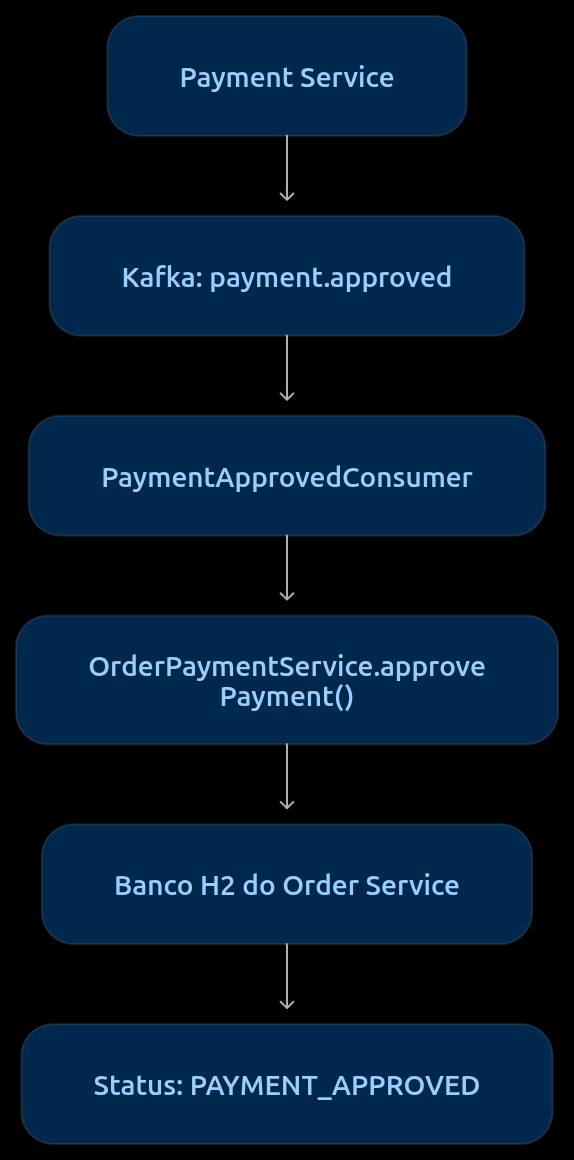 Payment Service
Kafka: payment.approved
PaymentApprovedConsumer
OrderPaymentService.approve
Payment()
Banco H2 do Order Service
Status: PAYMENT_APPROVED